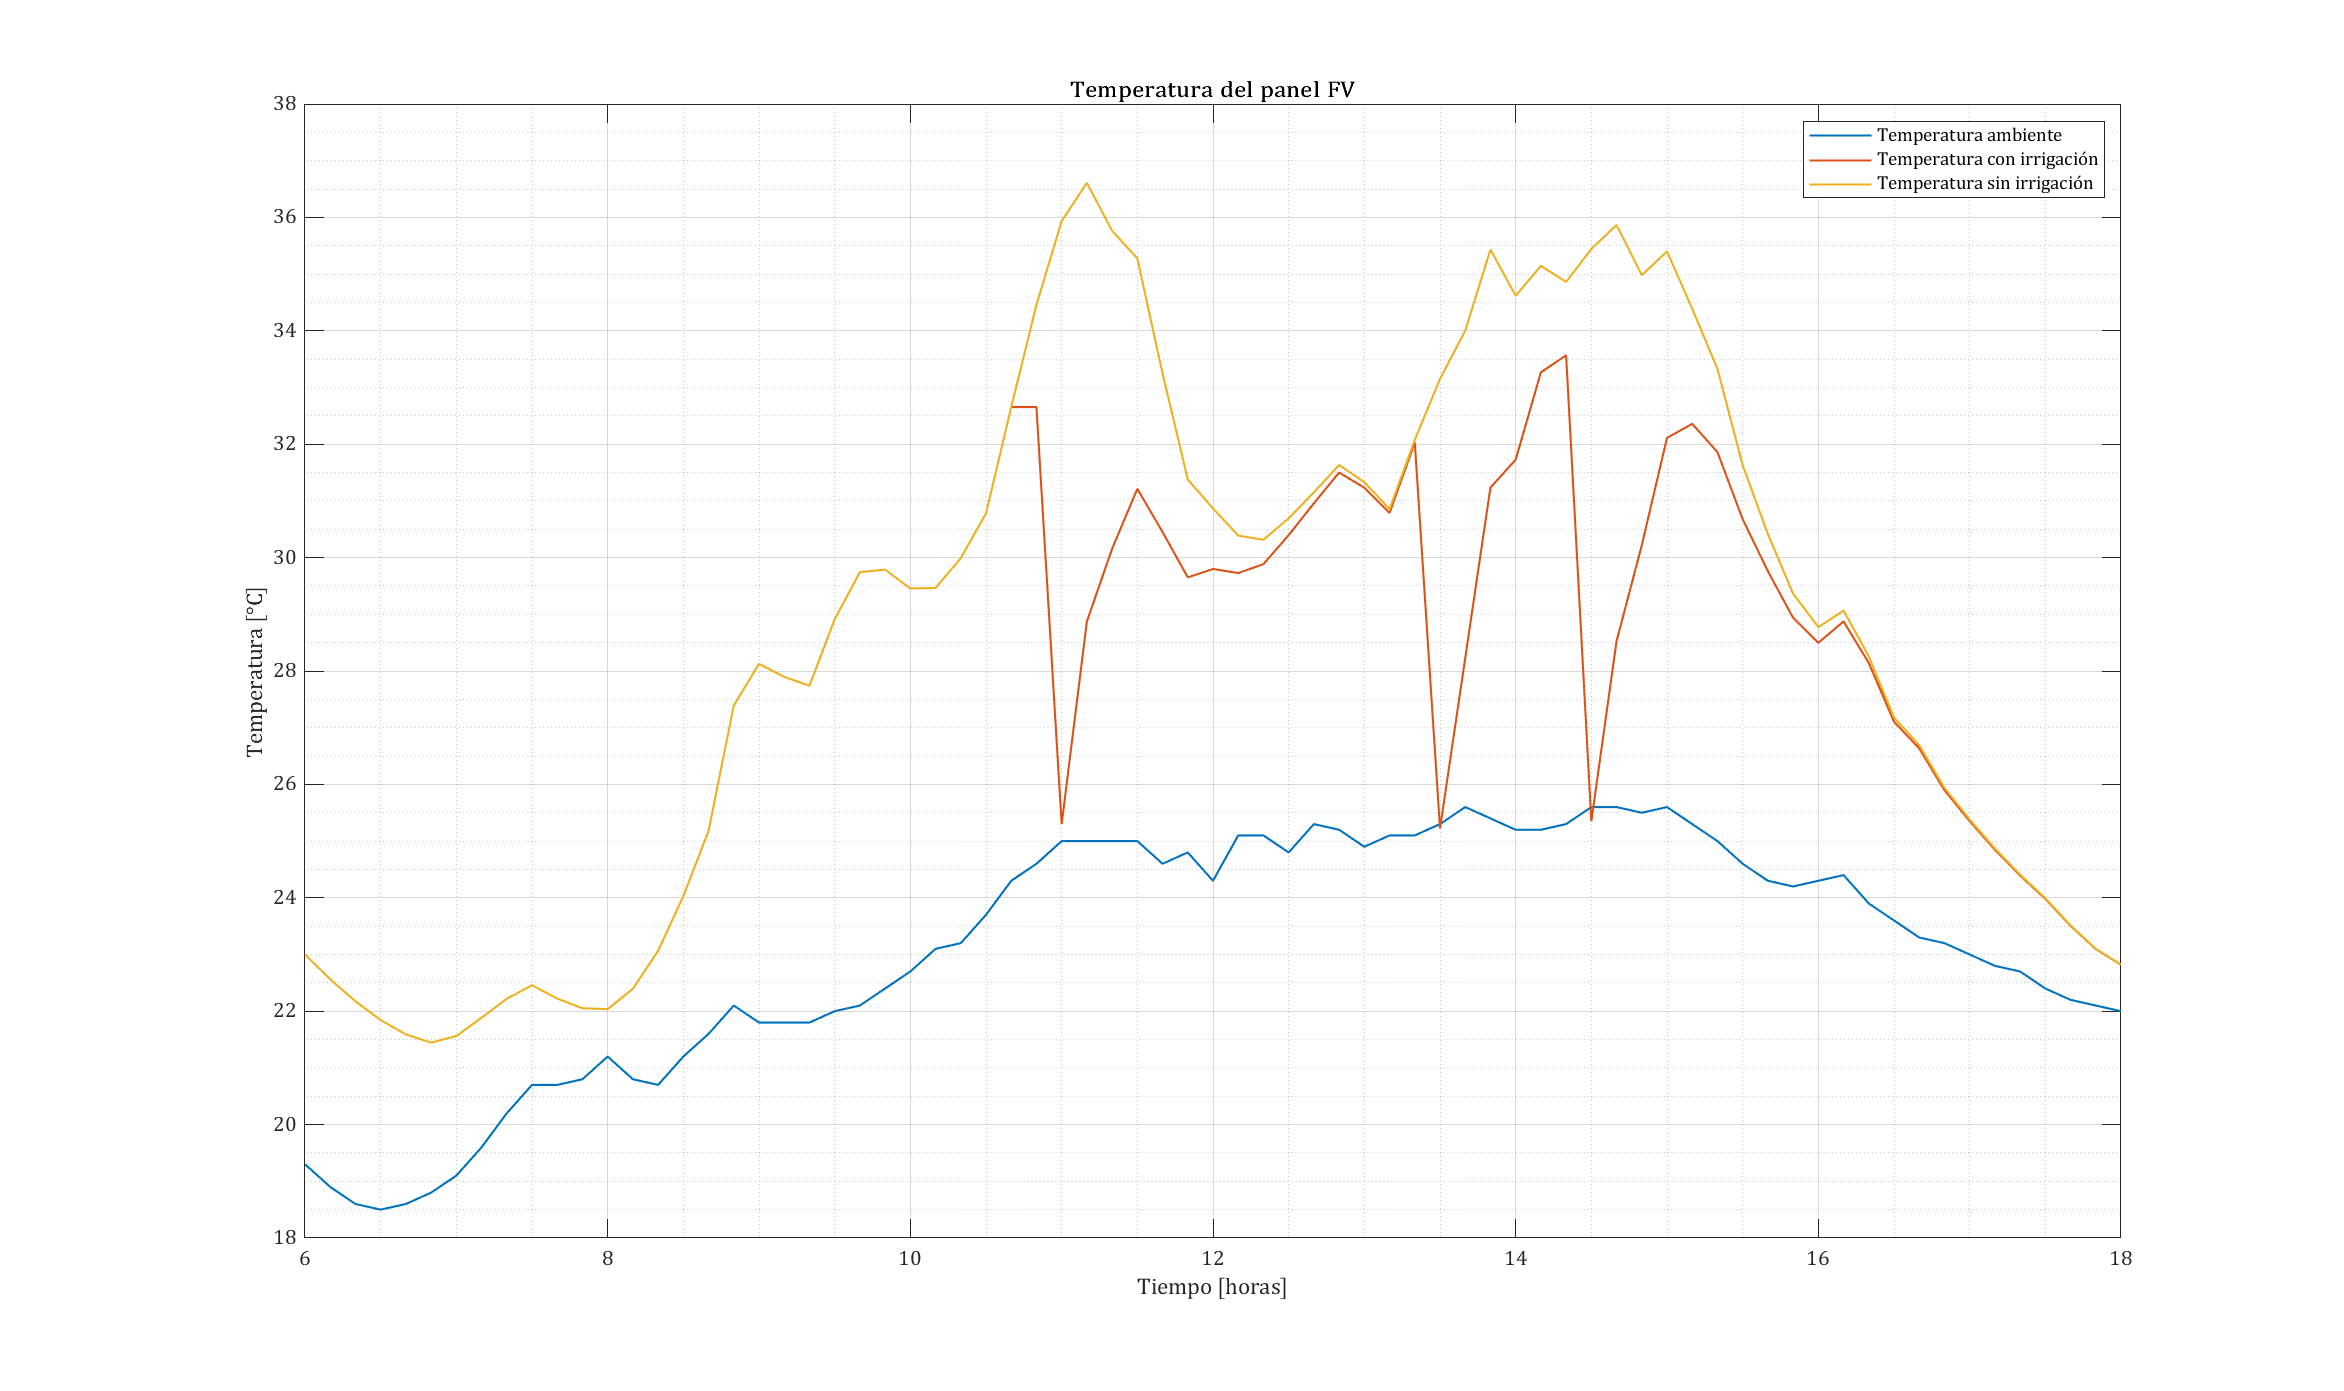 Temperatura del panel FV
Temperatura ambiente
Temperatura con irrigación
Temperatura sin irrigación
Temperatura [°C]
38
36
34
32
30
28
26
24
22
20
18
6 8 10 12 14 16 18
Tiempo [horas]